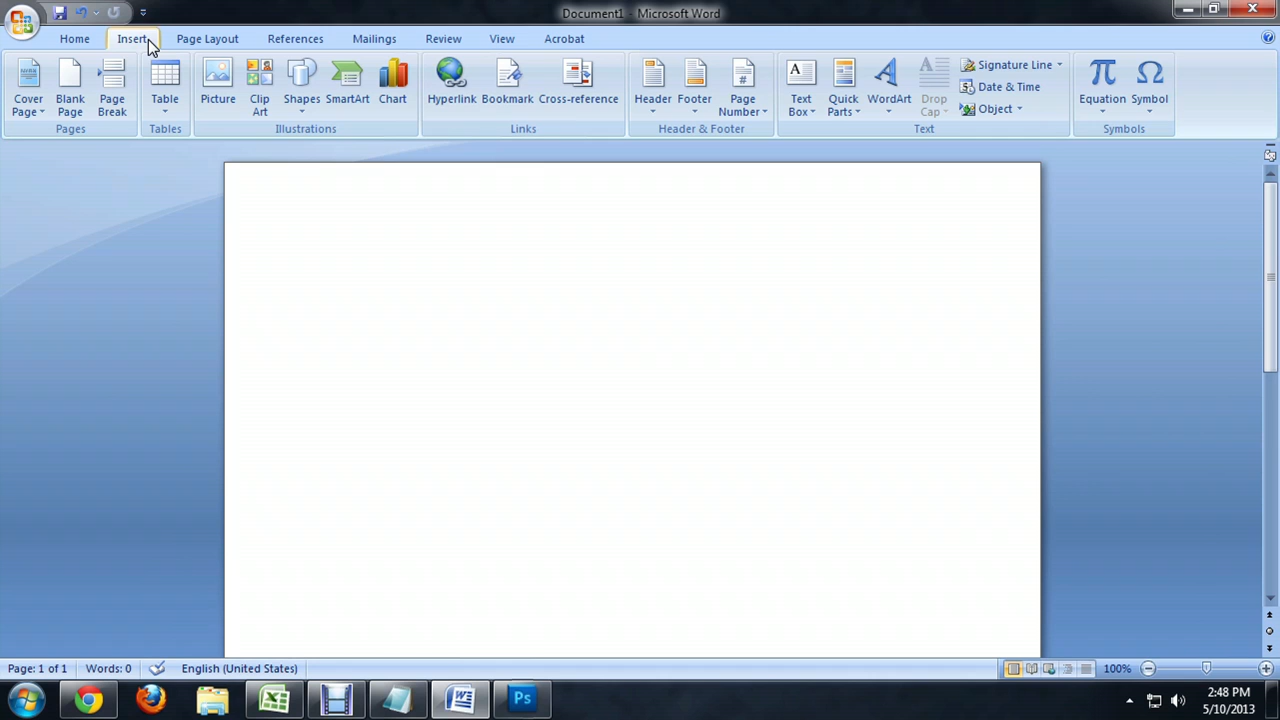 Document1 - Microsoft Word
Home Insert Page Layout References Mailings Review View Acrobat
Cover Page
Blank Page
Page Break
Table
Picture
Clip Art
Shapes
SmartArt
Chart
Hyperlink
Bookmark
Cross-reference
Header
Footer
Page Number
Text Box
Quick Parts
WordArt
Drop Cap
Signature Line
Date & Time
Object
Equation
Symbol
Pages Tables Illustrations Links Header & Footer Text Symbols
Page: 1 of 1 Words: 0 English (United States) 100%
Ps
2:48 PM
5/10/2013